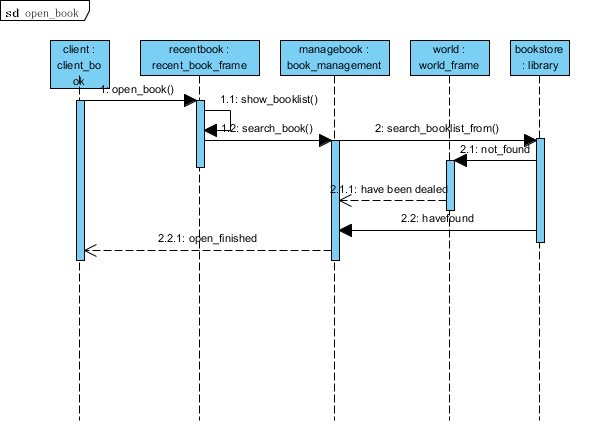 sd open_book
client :
client_bo
ok
recentbook :
recent_book_frame
managebook :
book_management
world :
world_frame
bookstore
: library
1: open_book()
1.1: show_booklist()
1.2: search_book()
2: search_booklist_from()
2.1: not_found
2.1.1: have been dealed
2.2: havefound
2.2.1: open_finished